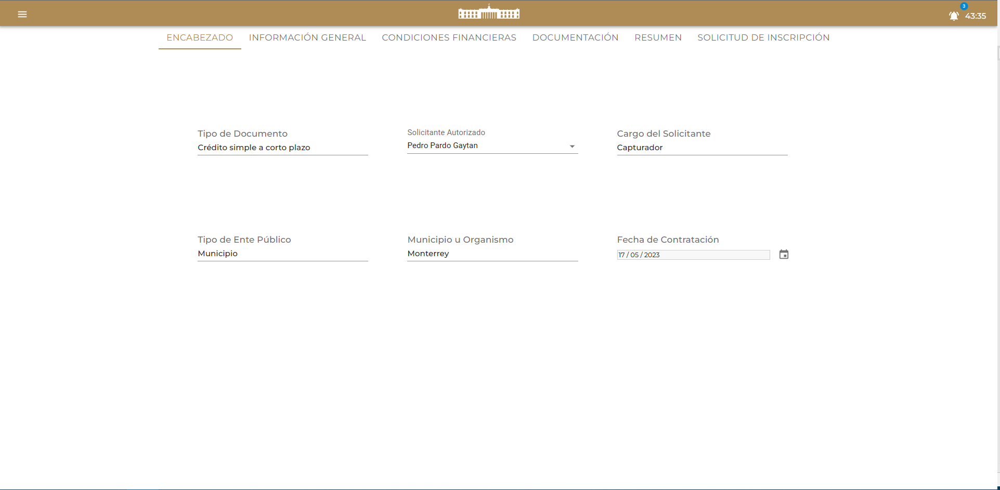 3
43:35
ENCABEZADO INFORMACIÓN GENERAL CONDICIONES FINANCIERAS DOCUMENTACIÓN RESUMEN SOLICITUD DE INSCRIPCIÓN
Tipo de Documento
Crédito simple a corto plazo
Solicitante Autorizado
Pedro Pardo Gaytan
Cargo del Solicitante
Capturador
Tipo de Ente Público
Municipio
Municipio u Organismo
Monterrey
Fecha de Contratación
17 / 05 / 2023